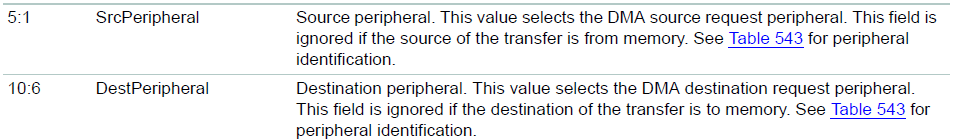 5:1 SrcPeripheral Source peripheral. This value selects the DMA source request peripheral. This field is
ignored if the source of the transfer is from memory. See Table 543 for peripheral
identification.
10:6 DestPeripheral Destination peripheral. This value selects the DMA destination request peripheral.
This field is ignored if the destination of the transfer is to memory. See Table 543 for
peripheral identification.